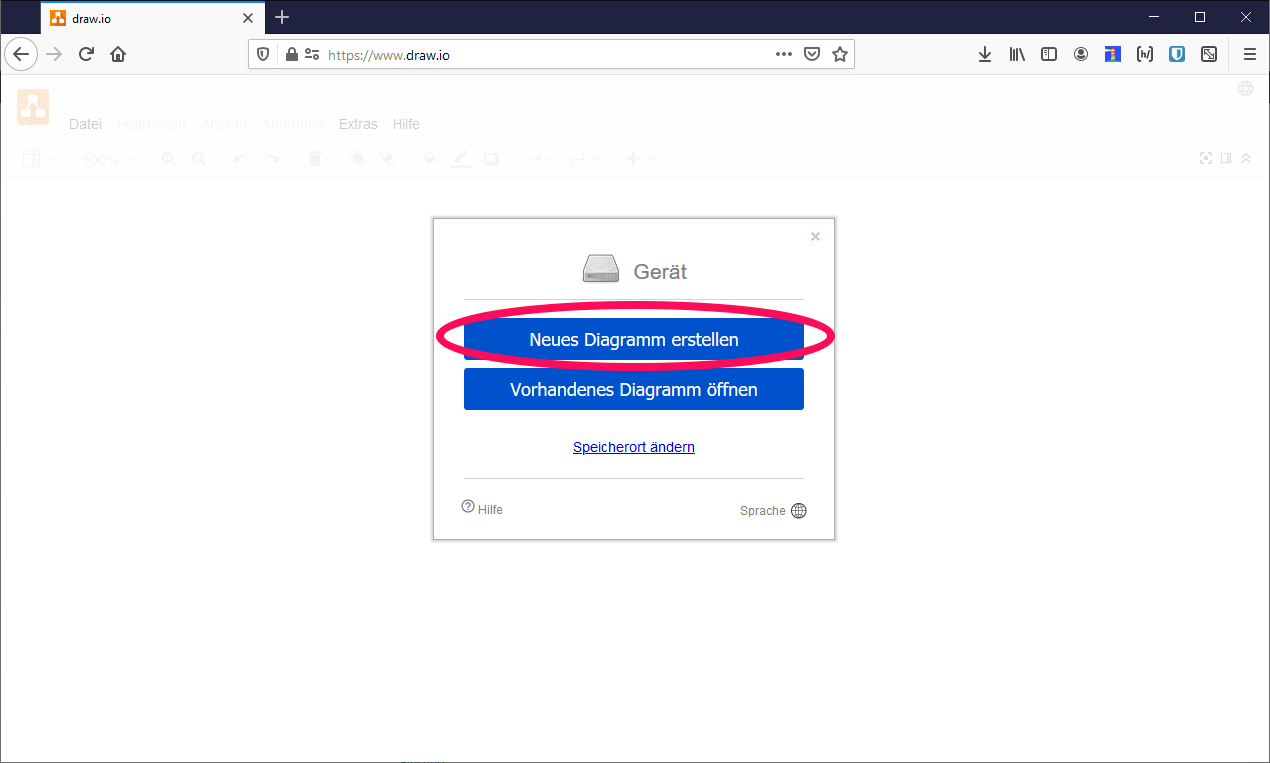 draw.io
https://www.draw.io
Datei Bearbeiten Ansicht Anordnen Extras Hilfe
100%
Gerät
Neues Diagramm erstellen
Vorhandenes Diagramm öffnen
Speicherort ändern
Hilfe
Sprache